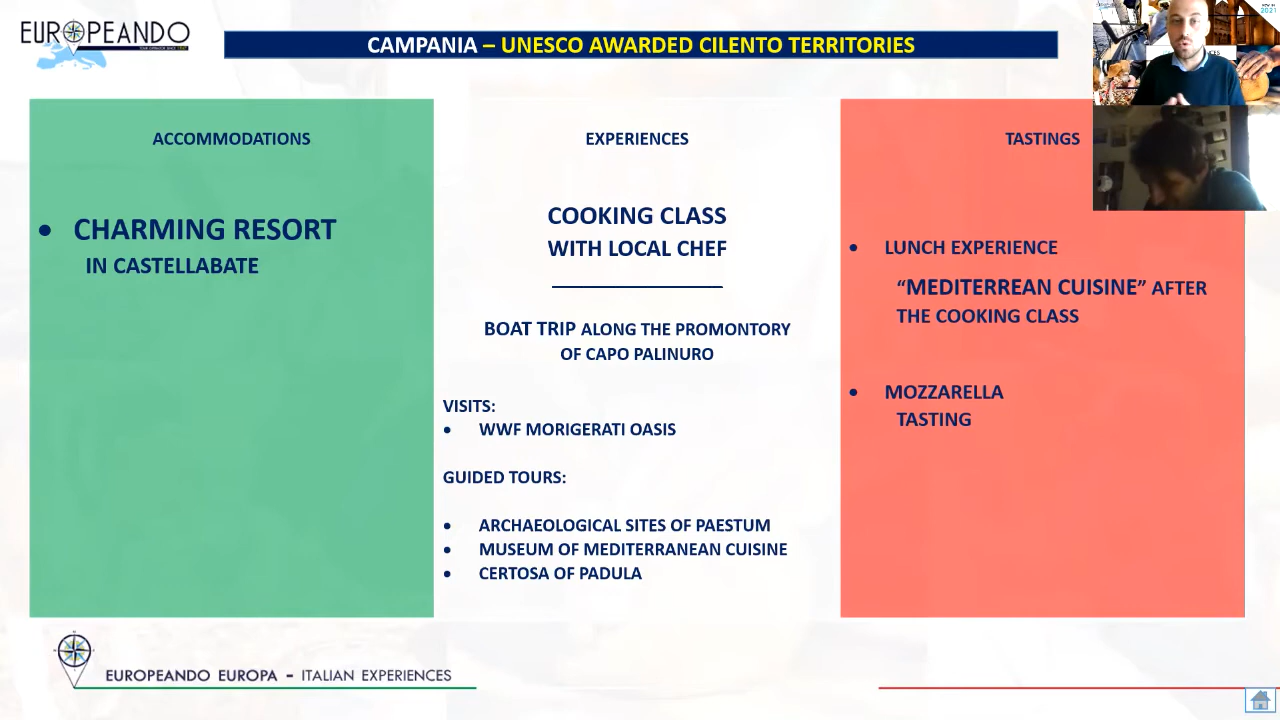 EUROPEANDO
CAMPANIA – UNESCO AWARDED CILENTO TERRITORIES
2021
ACCOMMODATIONS
• CHARMING RESORT
IN CASTELLABATE
EXPERIENCES
COOKING CLASS
WITH LOCAL CHEF
BOAT TRIP ALONG THE PROMONTORY
OF CAPO PALINURO
VISITS:
• WWF MORIGERATI OASIS
GUIDED TOURS:
• ARCHAEOLOGICAL SITES OF PAESTUM
• MUSEUM OF MEDITERRANEAN CUISINE
• CERTOSA OF PADULA
TASTINGS
• LUNCH EXPERIENCE
“MEDITERREAN CUISINE” AFTER
THE COOKING CLASS
• MOZZARELLA
TASTING
EUROPEANDO EUROPA – ITALIAN EXPERIENCES